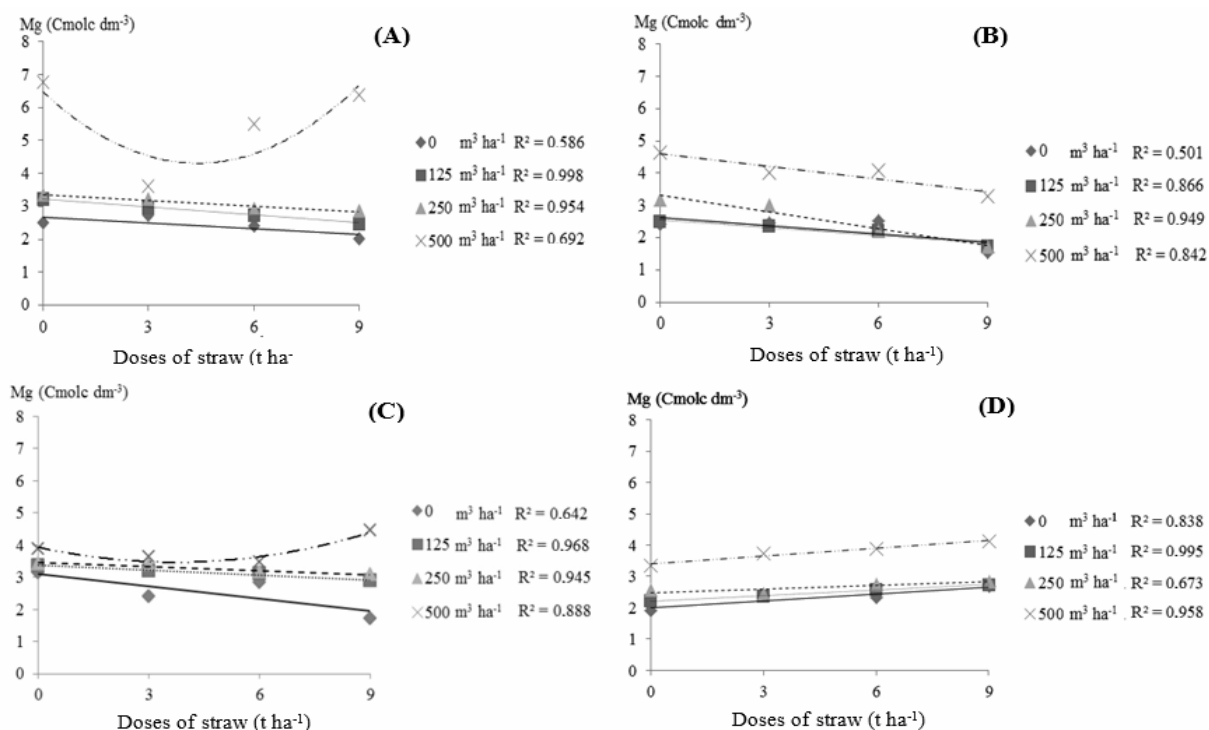 Mg (Cmolc dm-3)
(A)
8
7
6
5
4
3
2
1
0
0 3 6 9
Doses of straw (t ha-
0 m³ ha⁻¹ R² = 0.586
125 m³ ha⁻¹ R² = 0.998
250 m³ ha⁻¹ R² = 0.954
500 m³ ha⁻¹ R² = 0.692
Mg (Cmolc dm-3)
(B)
8
7
6
5
4
3
2
1
0
0 3 6 9
Doses of straw (t ha⁻¹)
0 m³ ha⁻¹ R² = 0.501
125 m³ ha⁻¹ R² = 0.866
250 m³ ha⁻¹ R² = 0.949
500 m³ ha⁻¹ R² = 0.842
Mg (Cmolc dm-3)
(C)
8
7
6
5
4
3
2
1
0
0 3 6 9
Doses of straw (t ha⁻¹)
0 m³ ha⁻¹ R² = 0.642
125 m³ ha⁻¹ R² = 0.968
250 m³ ha⁻¹ R² = 0.945
500 m³ ha⁻¹ R² = 0.888
Mg (Cmolc dm-3)
(D)
8
7
6
5
4
3
2
1
0
0 3 6 9
Doses of straw (t ha⁻¹)
0 m³ ha⁻¹ R² = 0.838
125 m³ ha⁻¹ R² = 0.995
250 m³ ha⁻¹ R² = 0.673
500 m³ ha⁻¹ R² = 0.958